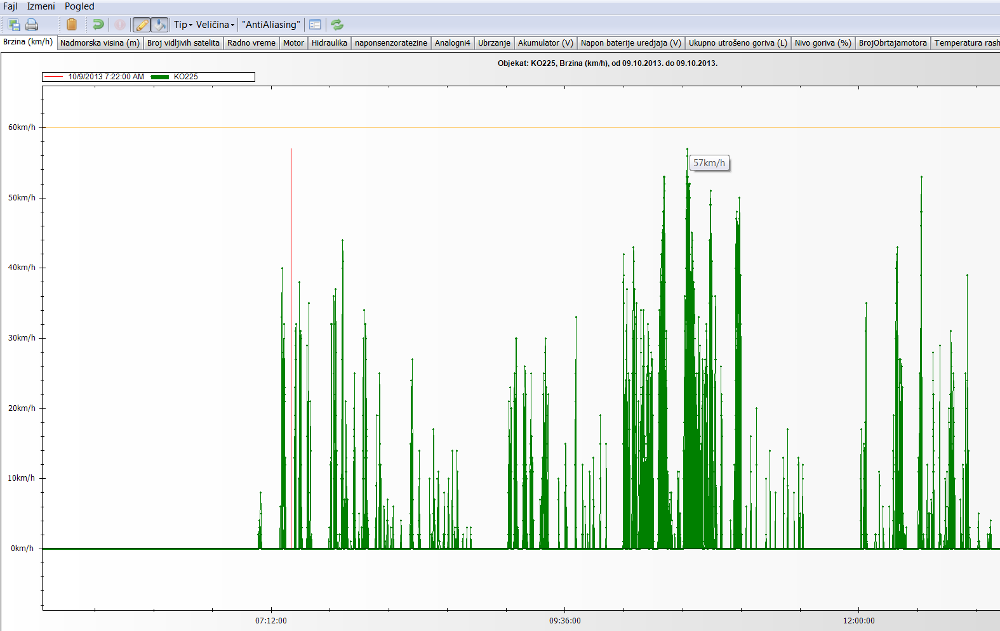 Fajl Izmeni Pogled
Tip Veličina "AntiAliasing"
Brzina (km/h) Nadmorska visina (m) Broj vidljivih satelita Radno vreme Motor Hidraulika naponsenzoratezine Analogni4 Ubrzanje Akumulator (V) Napon baterije uredjaja (V) Ukupno utrošeno goriva (L) Nivo goriva (%) BrojObrtajamotora Temperatura rash
Objekat: KO225, Brzina (km/h), od 09.10.2013. do 09.10.2013.
10/9/2013 7:22:00 AM KO225
60km/h
57km/h
50km/h
40km/h
30km/h
20km/h
10km/h
0km/h
07:12:00 09:36:00 12:00:00